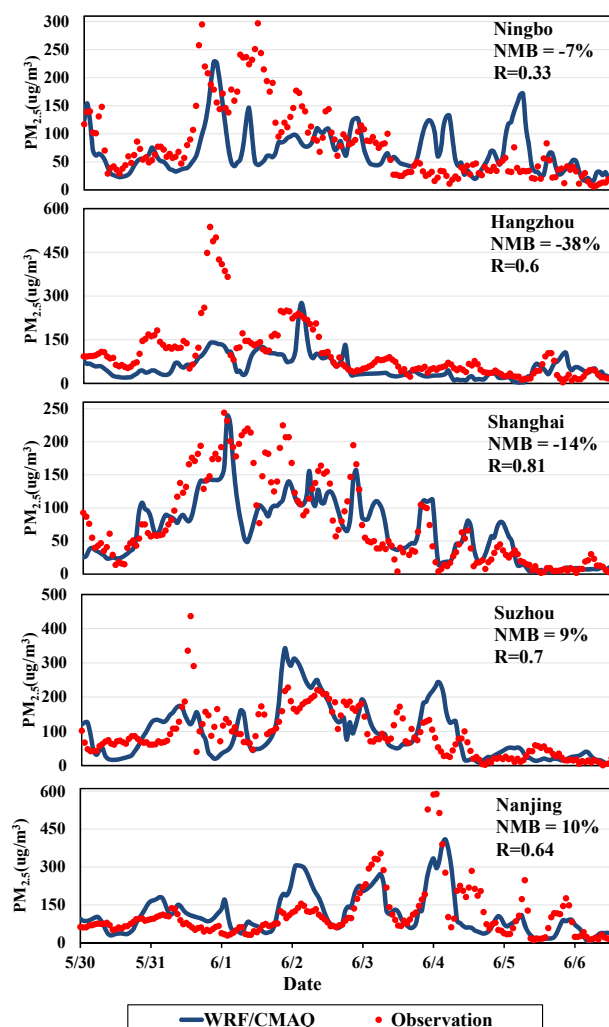 Ningbo
NMB = -7%
R=0.33
PM2.5(ug/m3)
300
250
200
150
100
50
0
Hangzhou
NMB = -38%
R=0.6
PM2.5(ug/m3)
600
450
300
150
0
Shanghai
NMB = -14%
R=0.81
PM2.5(ug/m3)
250
200
150
100
50
0
Suzhou
NMB = 9%
R=0.7
PM2.5(ug/m3)
500
400
300
200
100
0
Nanjing
NMB = 10%
R=0.64
PM2.5(ug/m3)
600
450
300
150
0
5/30 5/31 6/1 6/2 6/3 6/4 6/5 6/6
Date
WRF/CMAQ Observation